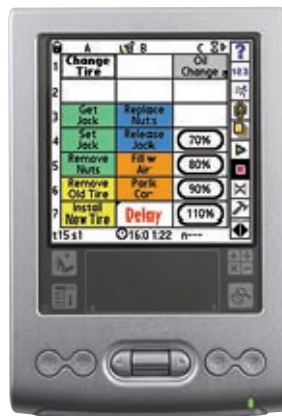 A B C
1 Change Tire Oil Change
2
3 Get Jack Replace Nuts
4 Set Jack Release Jack 70%
5 Remove Nuts Fill w Air 80%
6 Remove Old Tire Park Car 90%
7 Install New Tire Delay 110%
t15 s1 16:01:22 n---
?
123